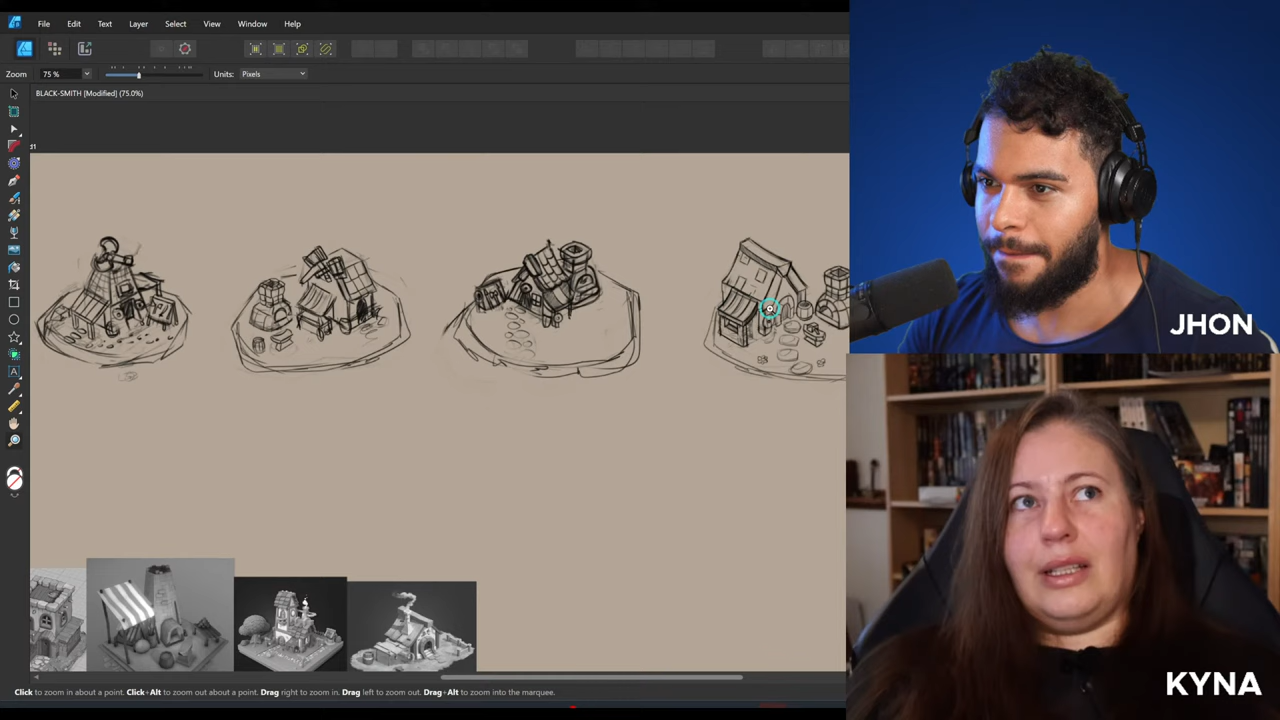 File Edit Text Layer Select View Window Help
Zoom 75 % Units: Pixels
BLACK-SMITH [Modified] (75.0%)
d1
A
JHON
KYNA
Click to zoom in about a point. Click+Alt to zoom out about a point. Drag right to zoom in. Drag left to zoom out. Drag+Alt to zoom into the marquee.